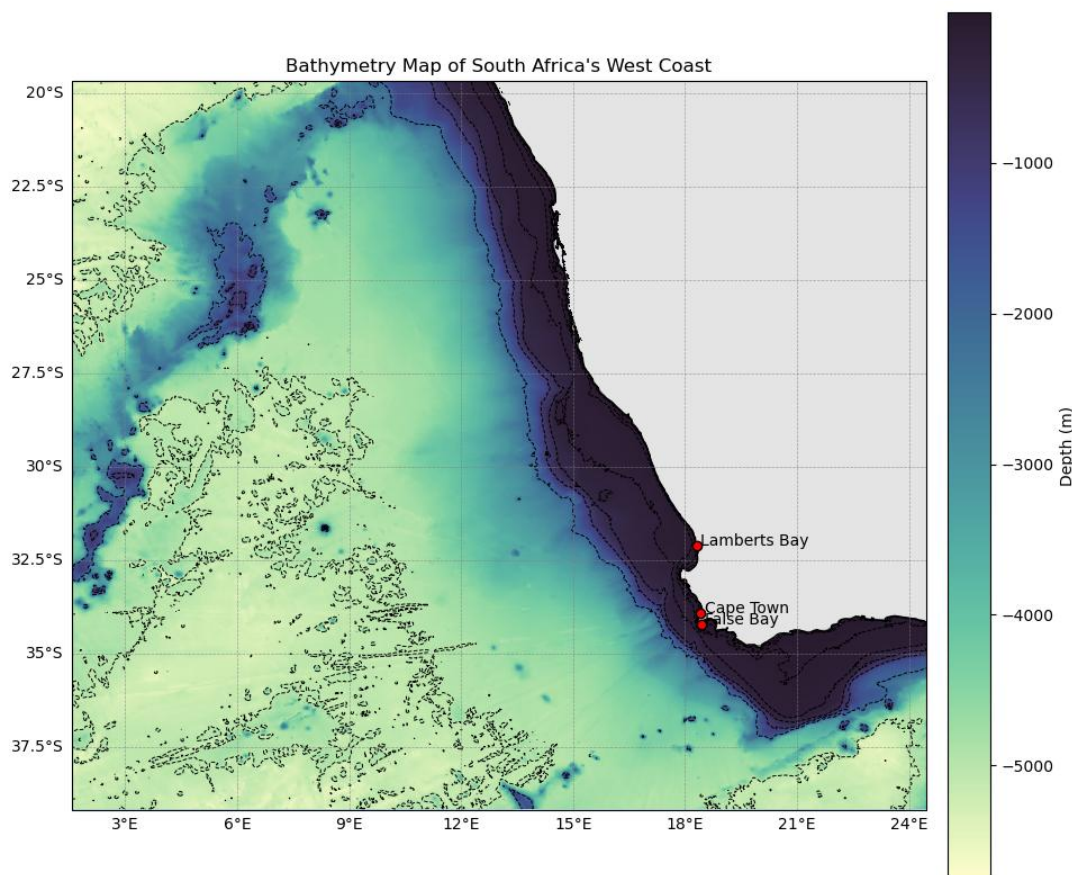 Bathymetry Map of South Africa's West Coast
20°S
22.5°S
25°S
27.5°S
30°S
32.5°S
35°S
37.5°S
3°E
6°E
9°E
12°E
15°E
18°E
21°E
24°E
Lamberts Bay
Cape Town
False Bay
−1000
−2000
−3000
−4000
−5000
Depth (m)